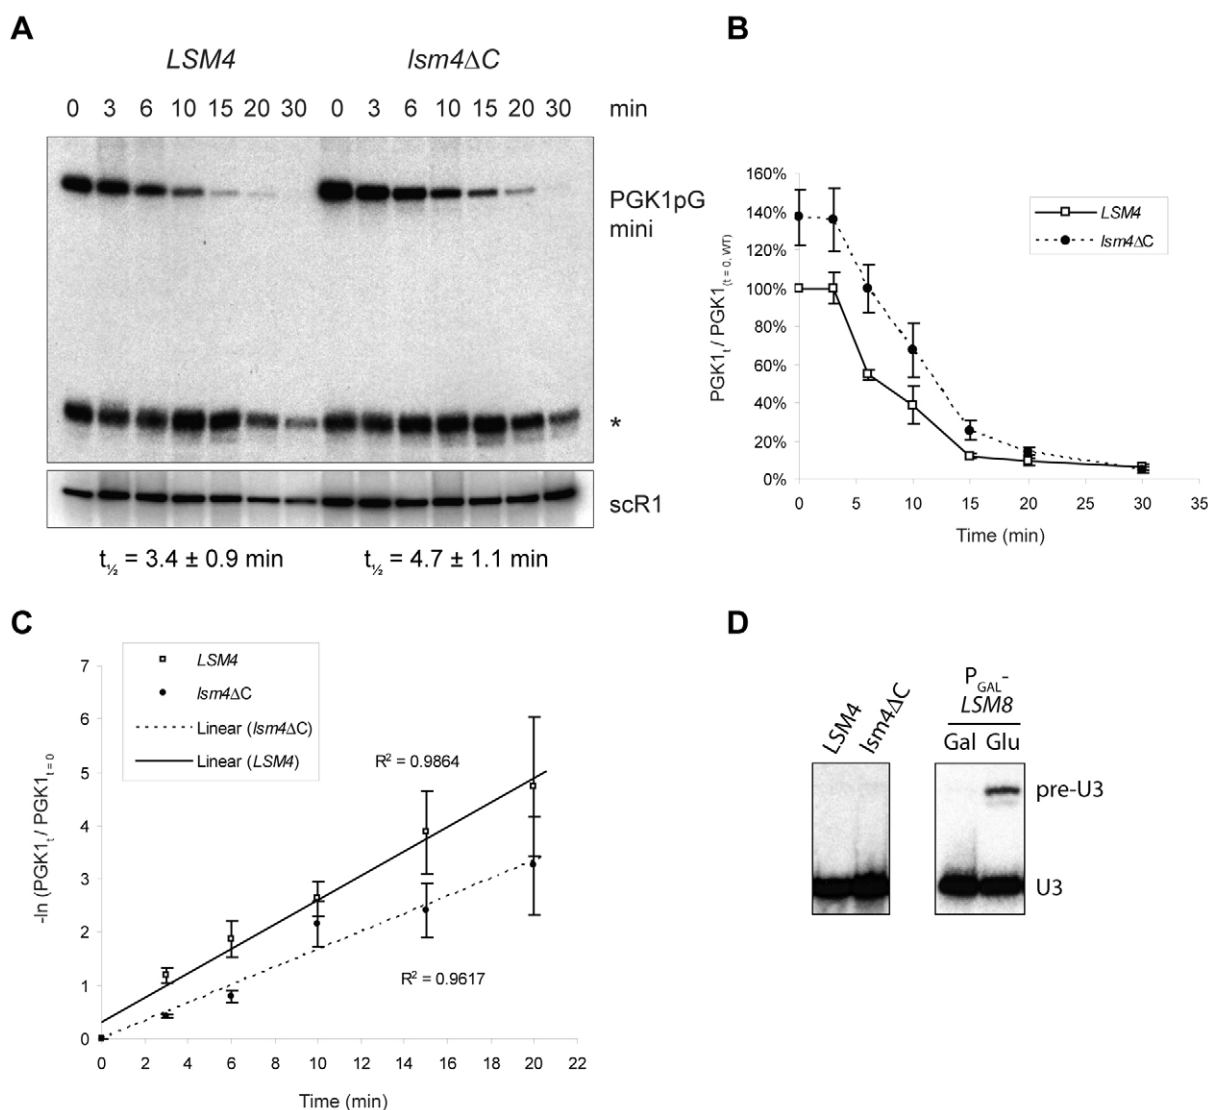 A
LSM4 lsm4ΔC
0 3 6 10 15 20 30 0 3 6 10 15 20 30 min
PGK1pG
mini
*
scR1
t½ = 3.4 ± 0.9 min t½ = 4.7 ± 1.1 min
B
160%
140%
120%
100%
80%
60%
40%
20%
0%
PGK1t / PGK1(t = 0, WT)
LSM4
lsm4ΔC
0 5 10 15 20 25 30 35
Time (min)
C
LSM4
lsm4ΔC
Linear (lsm4ΔC)
Linear (LSM4)
7
6
5
4
3
2
1
0
-ln (PGK1t / PGK1t = 0
R² = 0.9864
R² = 0.9617
0 2 4 6 8 10 12 14 16 18 20 22
Time (min)
D
LSM4
lsm4ΔC
PGAL-
LSM8
Gal Glu
pre-U3
U3